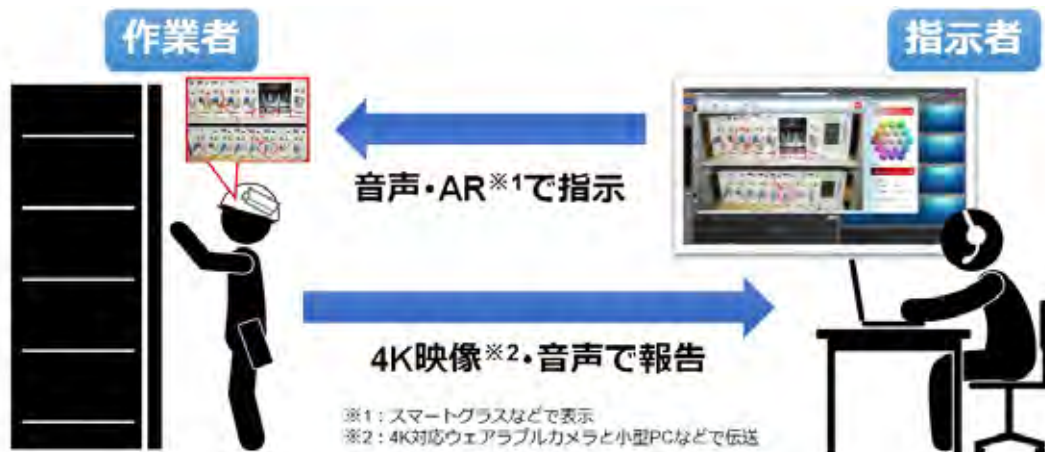 作業者
指示者
音声・AR※1で指示
4K映像※2・音声で報告
※1：スマートグラスなどで表示
※2：4K対応ウェアラブルカメラと小型PCなどで伝送